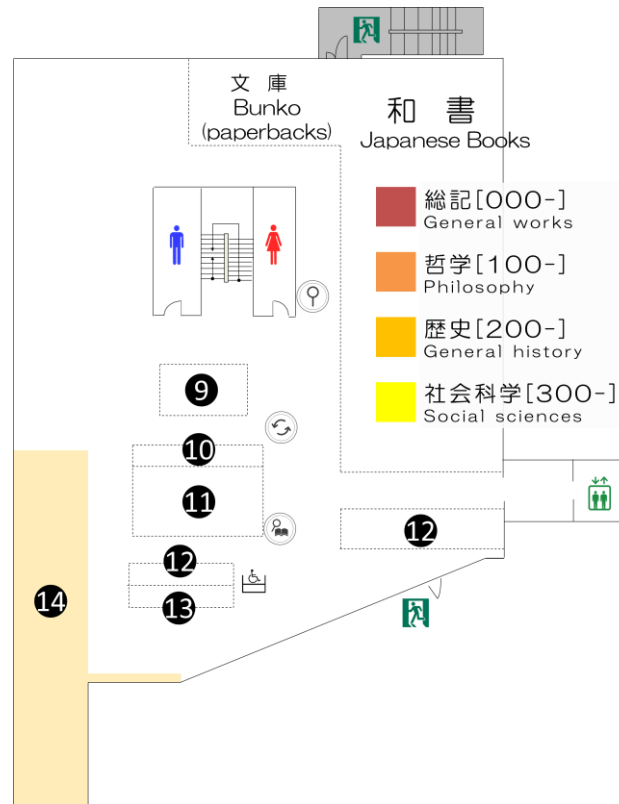 文 庫
Bunko
(paperbacks)
和 書
Japanese Books
総記[000-]
General works
哲学[100-]
Philosophy
歴史[200-]
General history
社会科学[300-]
Social sciences
9
10
11
12
12
13
14